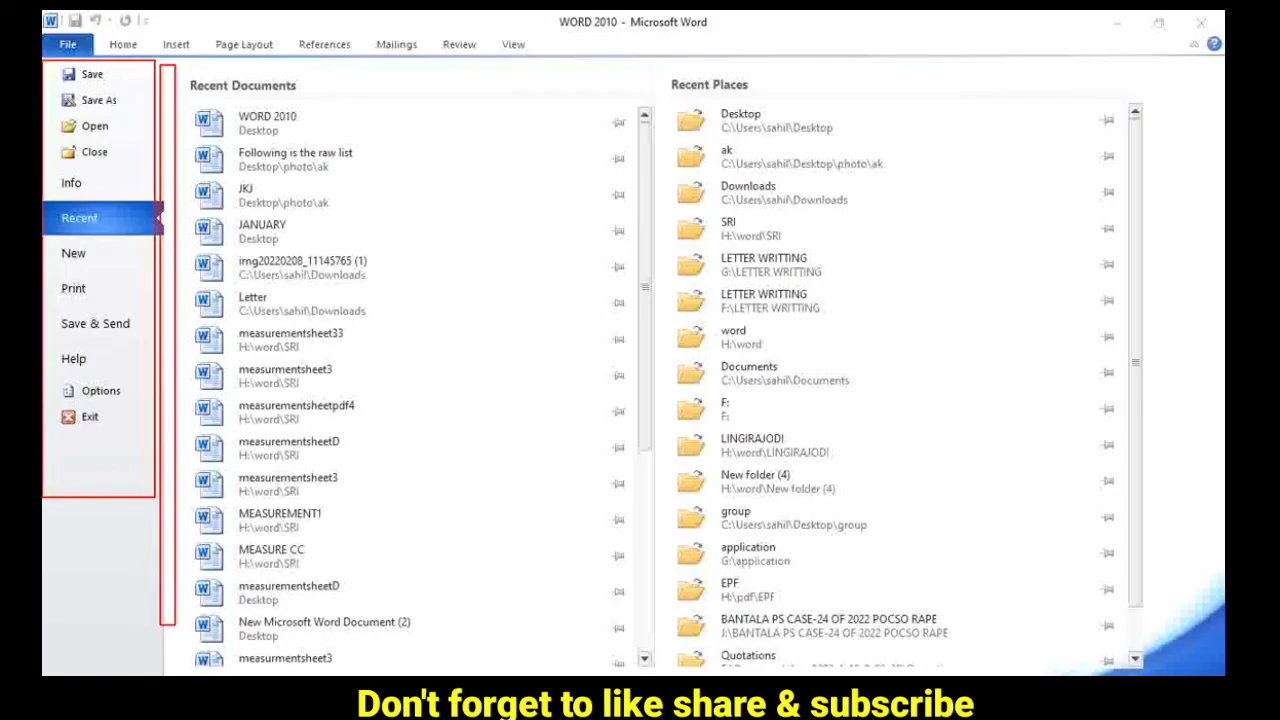 WORD 2010 - Microsoft Word
File Home Insert Page Layout References Mailings Review View
Save
Save As
Open
Close
Info
Recent
New
Print
Save & Send
Help
Options
Exit
Recent Documents
WORD 2010
Desktop
Following is the raw list
Desktop\photo\ak
JKJ
Desktop\photo\ak
JANUARY
Desktop
img20220208_11145765 (1)
C:\Users\sahil\Downloads
Letter
C:\Users\sahil\Downloads
measurementsheet33
H:\word\SRI
measurmentsheet3
H:\word\SRI
measurementsheetpdf4
H:\word\SRI
measurementsheetD
H:\word\SRI
measurementsheet3
H:\word\SRI
MEASUREMENT1
H:\word\SRI
MEASURE CC
H:\word\SRI
measurementsheetD
Desktop
New Microsoft Word Document (2)
Desktop
measurmentsheet3
Recent Places
Desktop
C:\Users\sahil\Desktop
ak
C:\Users\sahil\Desktop\photo\ak
Downloads
C:\Users\sahil\Downloads
SRI
H:\word\SRI
LETTER WRITTING
G:\LETTER WRITTING
LETTER WRITTING
F:\LETTER WRITTING
word
H:\word
Documents
C:\Users\sahil\Documents
F:
F:
LINGIRAJODI
H:\word\LINGIRAJODI
New folder (4)
H:\word\New folder (4)
group
C:\Users\sahil\Desktop\group
application
G:\application
EPF
H:\pdf\EPF
BANTALA PS CASE-24 OF 2022 POCSO RAPE
J:\BANTALA PS CASE-24 OF 2022 POCSO RAPE
Quotations
Don't forget to like share & subscribe